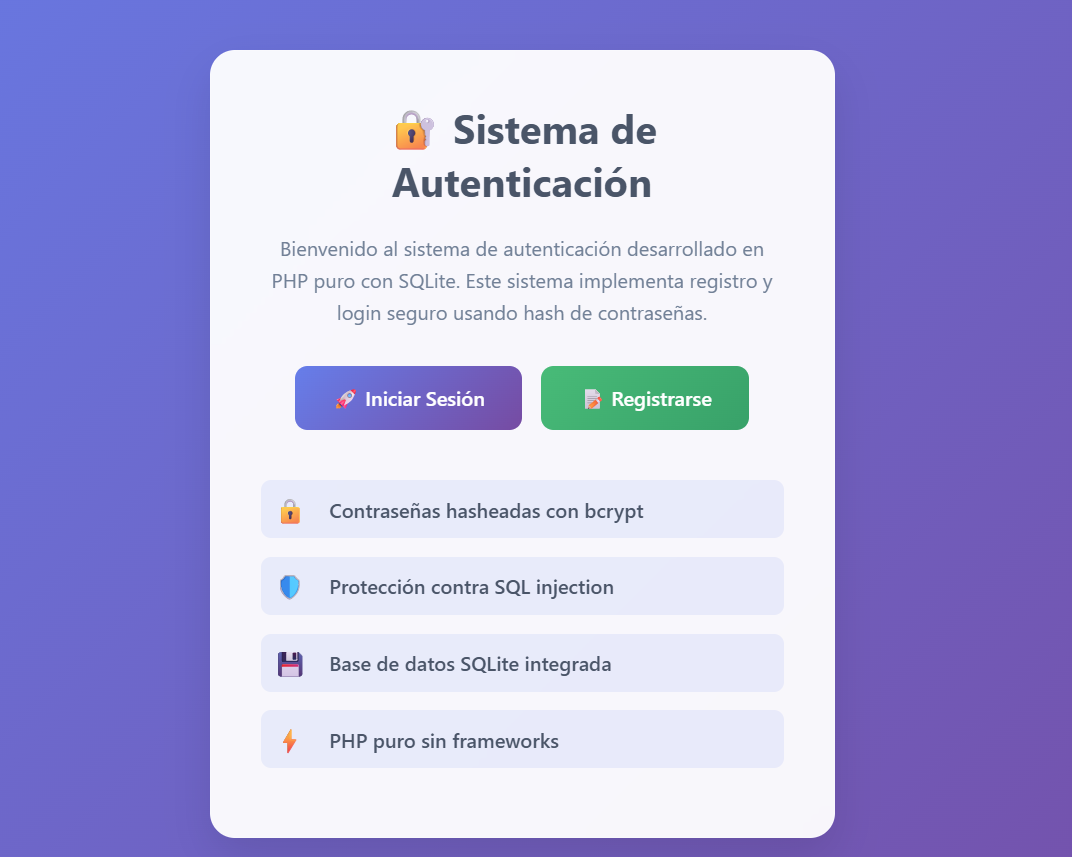 🔐 Sistema de
Autenticación
Bienvenido al sistema de autenticación desarrollado en
PHP puro con SQLite. Este sistema implementa registro y
login seguro usando hash de contraseñas.
🚀 Iniciar Sesión
📝 Registrarse
🔒 Contraseñas hasheadas con bcrypt
🛡️ Protección contra SQL injection
💾 Base de datos SQLite integrada
⚡ PHP puro sin frameworks